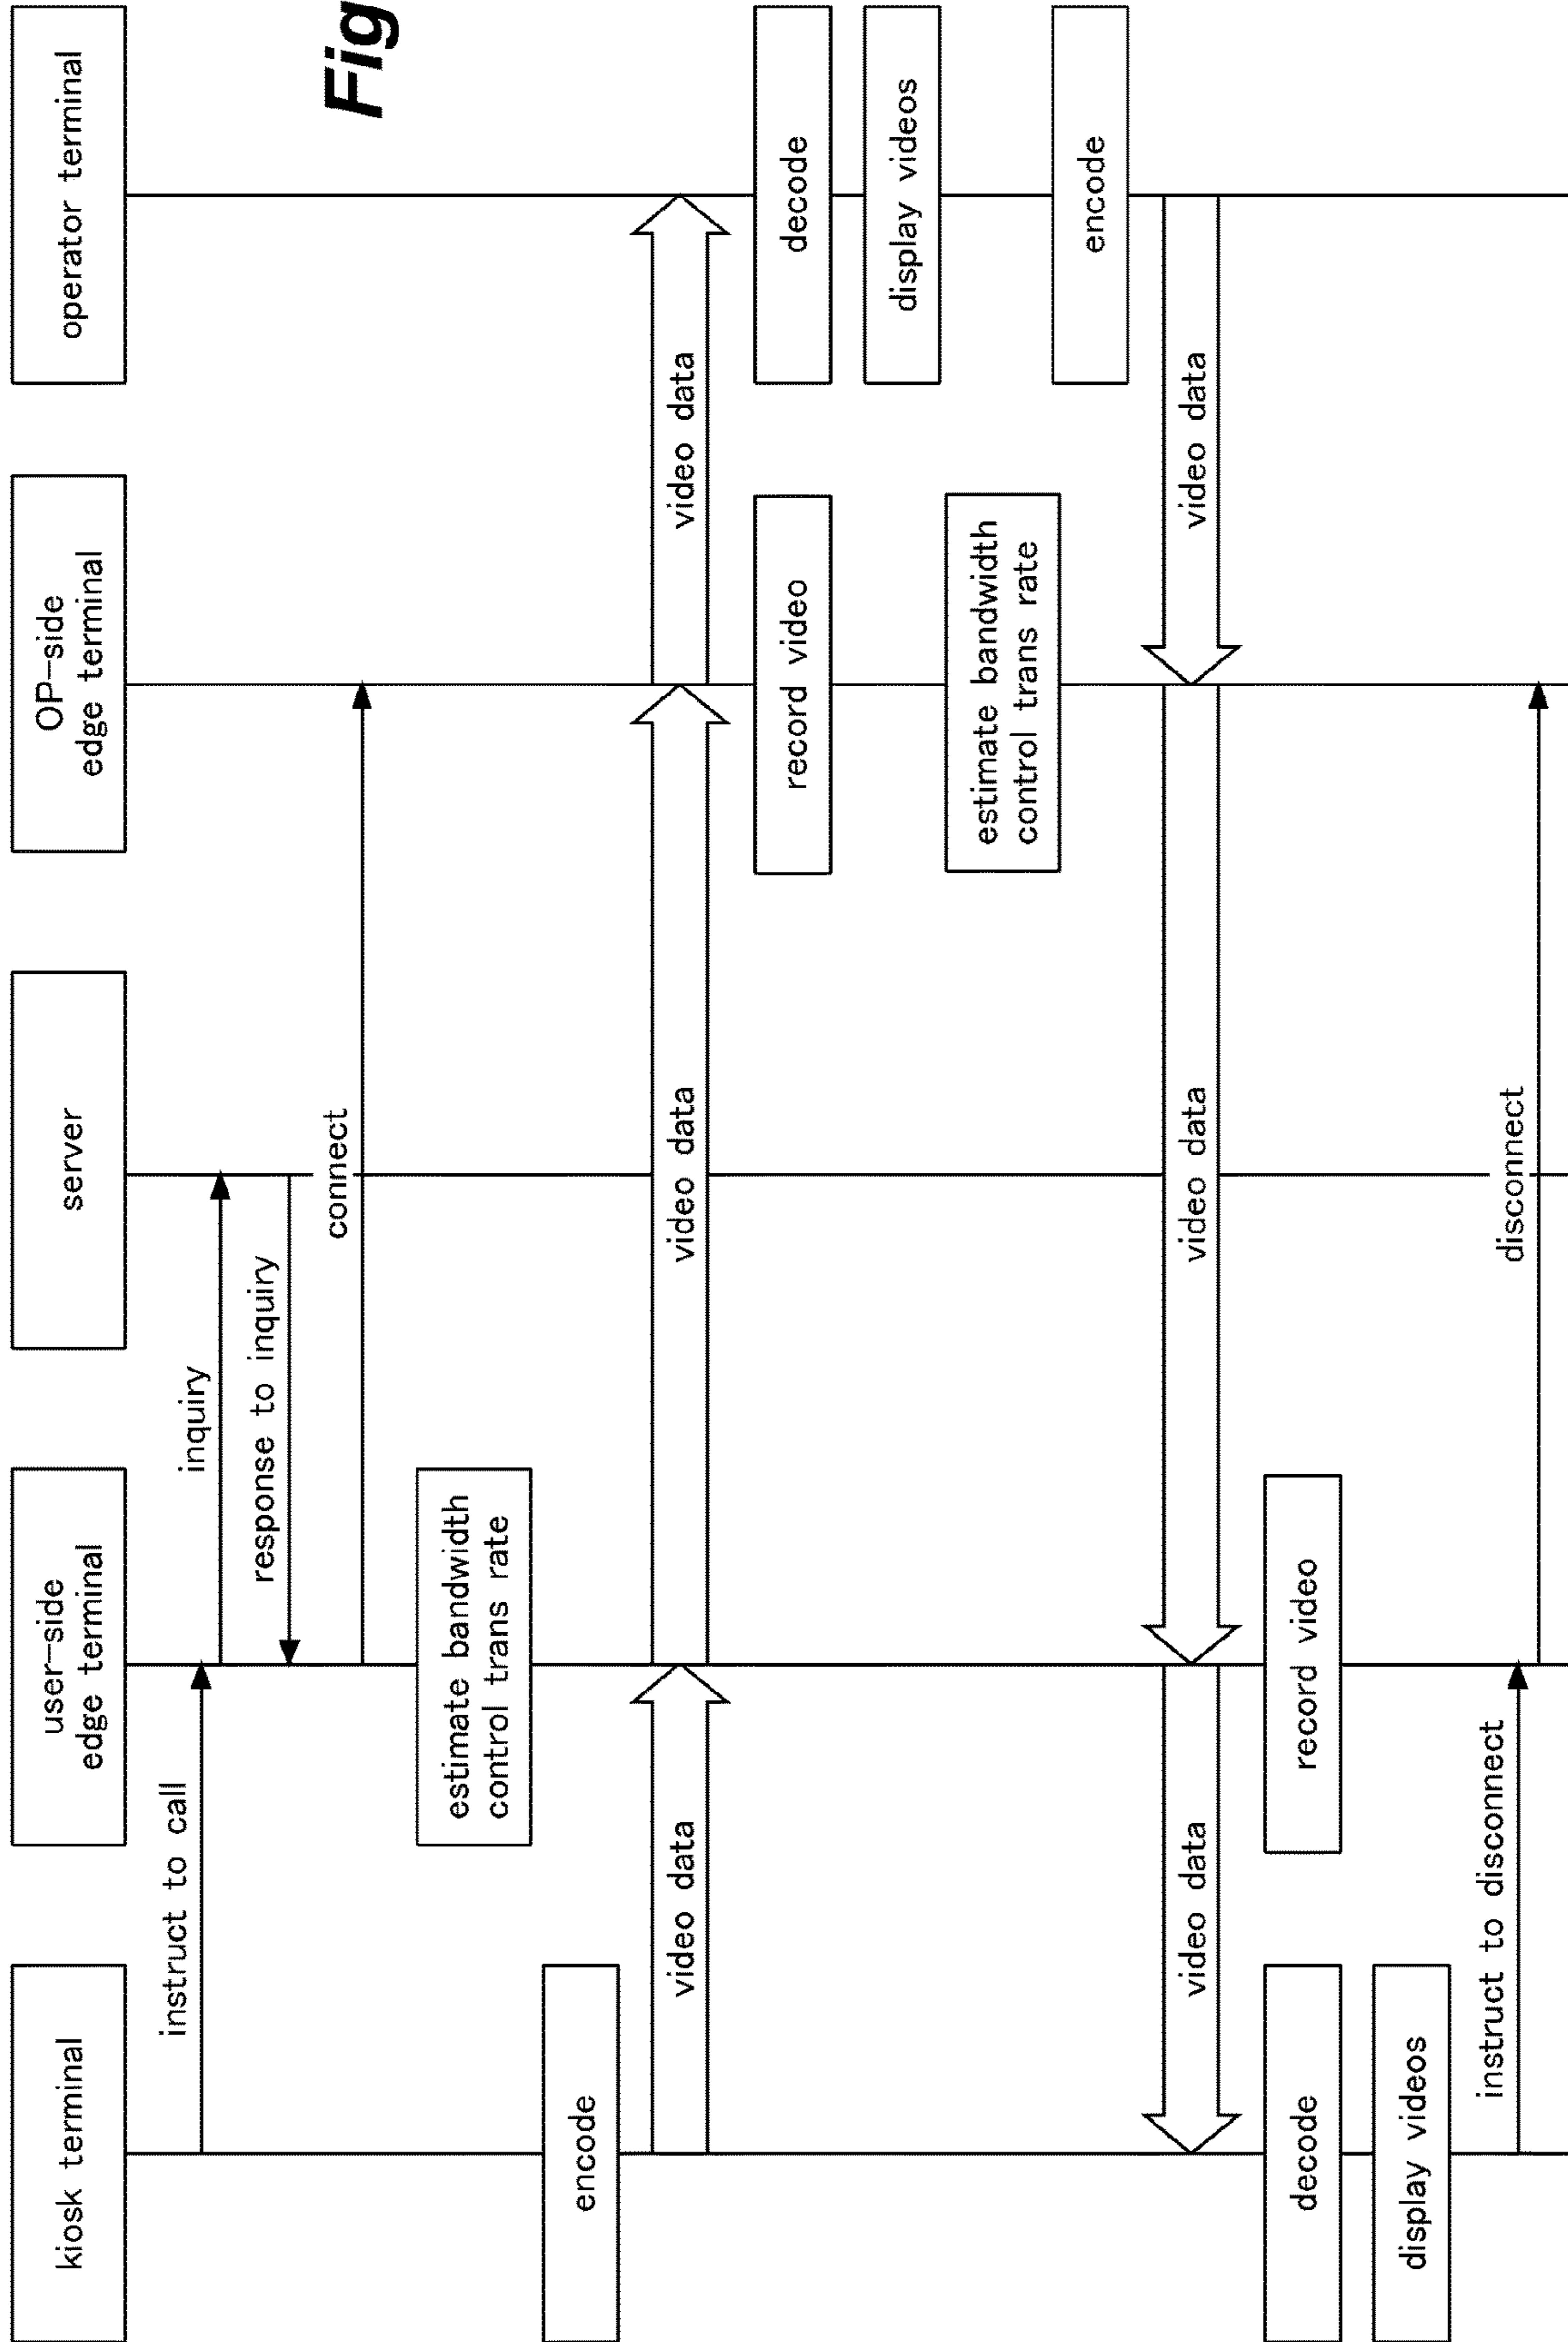 kiosk terminal
user-side
edge terminal
server
OP-side
edge terminal
operator terminal
Fig
instruct to call
inquiry
response to inquiry
connect
estimate bandwidth
control trans rate
encode
video data
video data
video data
record video
decode
display videos
estimate bandwidth
control trans rate
encode
video data
video data
video data
decode
record video
display videos
instruct to disconnect
disconnect